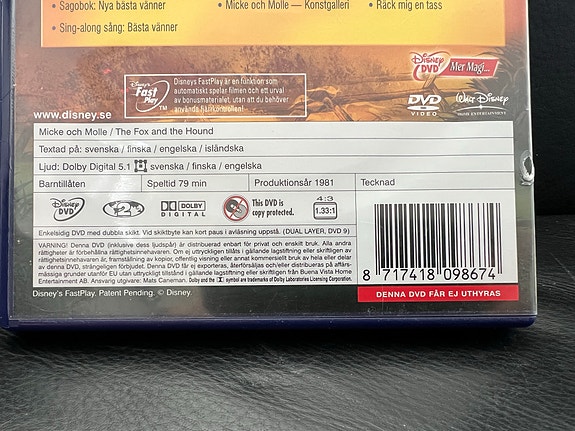 • Sagobok: Nya bästa vänner
• Micke och Molle — Konstgalleri
• Räck mig en tass
• Sing-along sång: Bästa vänner
Disney DVD
Mer Magi...
Disney's Fast Play™
Disneys FastPlay är en funktion som
automatiskt spelar filmen och ett urval
av bonusmaterialet, utan att du behöver
använda fjärrkontrollen!
www.disney.se
DVD VIDEO
Walt Disney
HOME ENTERTAINMENT
Micke och Molle / The Fox and the Hound
Textad på: svenska / finska / engelska / isländska
Ljud: Dolby Digital 5.1 svenska / finska / engelska
Barntillåten
Speltid 79 min
Produktionsår 1981
Tecknad
Disney DVD
2
DOLBY DIGITAL
This DVD is copy protected.
4:3
1.33:1
Enkelsidig DVD med dubbla skikt. Vid skiktbyte kan kort paus i avläsning uppstå. (DUAL LAYER, DVD 9)
VARNING! Denna DVD (inklusive dess ljudspår) är distribuerad enbart för privat och enskilt bruk. Alla andra
rättigheter är förbehållna rättighetsinnehavaren. Om ej uttryckligen tillåts i gällande lagstiftning eller skriftligen från
rättighetsinnehavaren, är framställning av kopior, offentlig visning eller annat kommersiellt bruk av hela eller delar
av denna DVD, strängeligen förbjudet. Denna DVD får ej exporteras, återförsäljas och/eller distribueras på affärs-
mässiga grunder utanför EU utan uttryckligt tillstånd i gällande lagstiftning eller skriftligen från Buena Vista Home
Entertainment AB. Ansvarig utgivare: Mats Caneman. Dolby and the symbol are trademarks of Dolby Laboratories Licensing Corporation.
8 717418 098674
Disney's FastPlay. Patent Pending. © Disney.
DENNA DVD FÅR EJ UTHYRAS